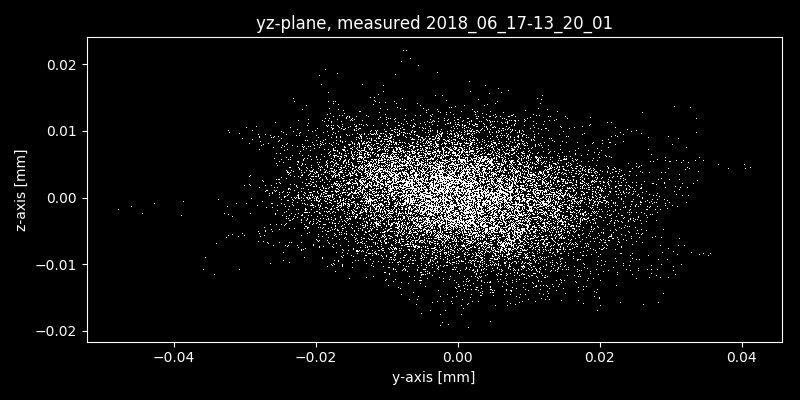 yz-plane, measured 2018_06_17-13_20_01
0.02
0.01
0.00
−0.01
−0.02
z-axis [mm]
−0.04 −0.02 0.00 0.02 0.04
y-axis [mm]